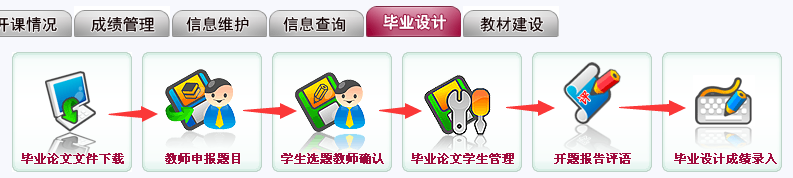 开课情况 成绩管理 信息维护 信息查询 毕业设计 教材建设
毕业论文文件下载 教师申报题目 学生选题教师确认 毕业论文学生管理 开题报告评语 毕业设计成绩录入